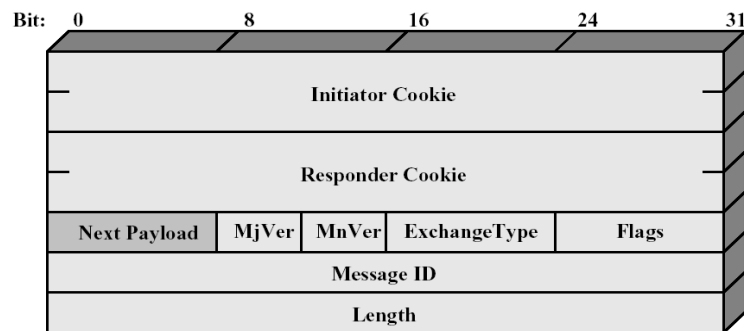 Bit: 0 8 16 24 31
Initiator Cookie
Responder Cookie
Next Payload MjVer MnVer ExchangeType Flags
Message ID
Length